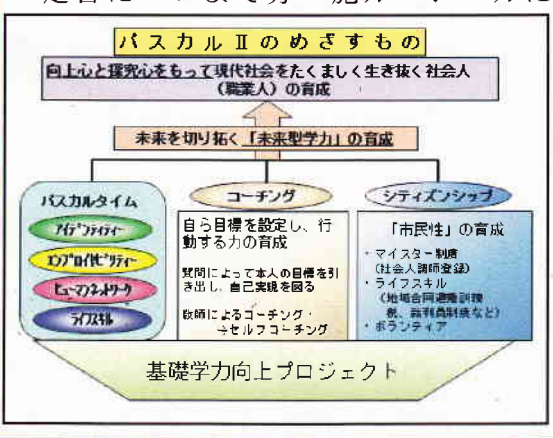 パスカルⅡのめざすもの
向上心と探究心をもって現代社会をたくましく生き抜く社会人
(職業人)の育成
未来を切り拓く「未来型学力」の育成
パスカルタイム
アイデンティティー
エンプロイヤビリティー
ヒューマンネットワーク
ライフスキル
コーチング
自ら目標を設定し、行
動する力の育成
質問によって本人の目標を引
き出し、自己実現を図る
教師によるコーチング・
→セルフコーチング
シティズンシップ
「市民性」の育成
・マイスター制度
(社会人講師登録)
・ライフスキル
(地域合同避難訓練
税、裁判員制度など)
・ボランティア
基礎学力向上プロジェクト